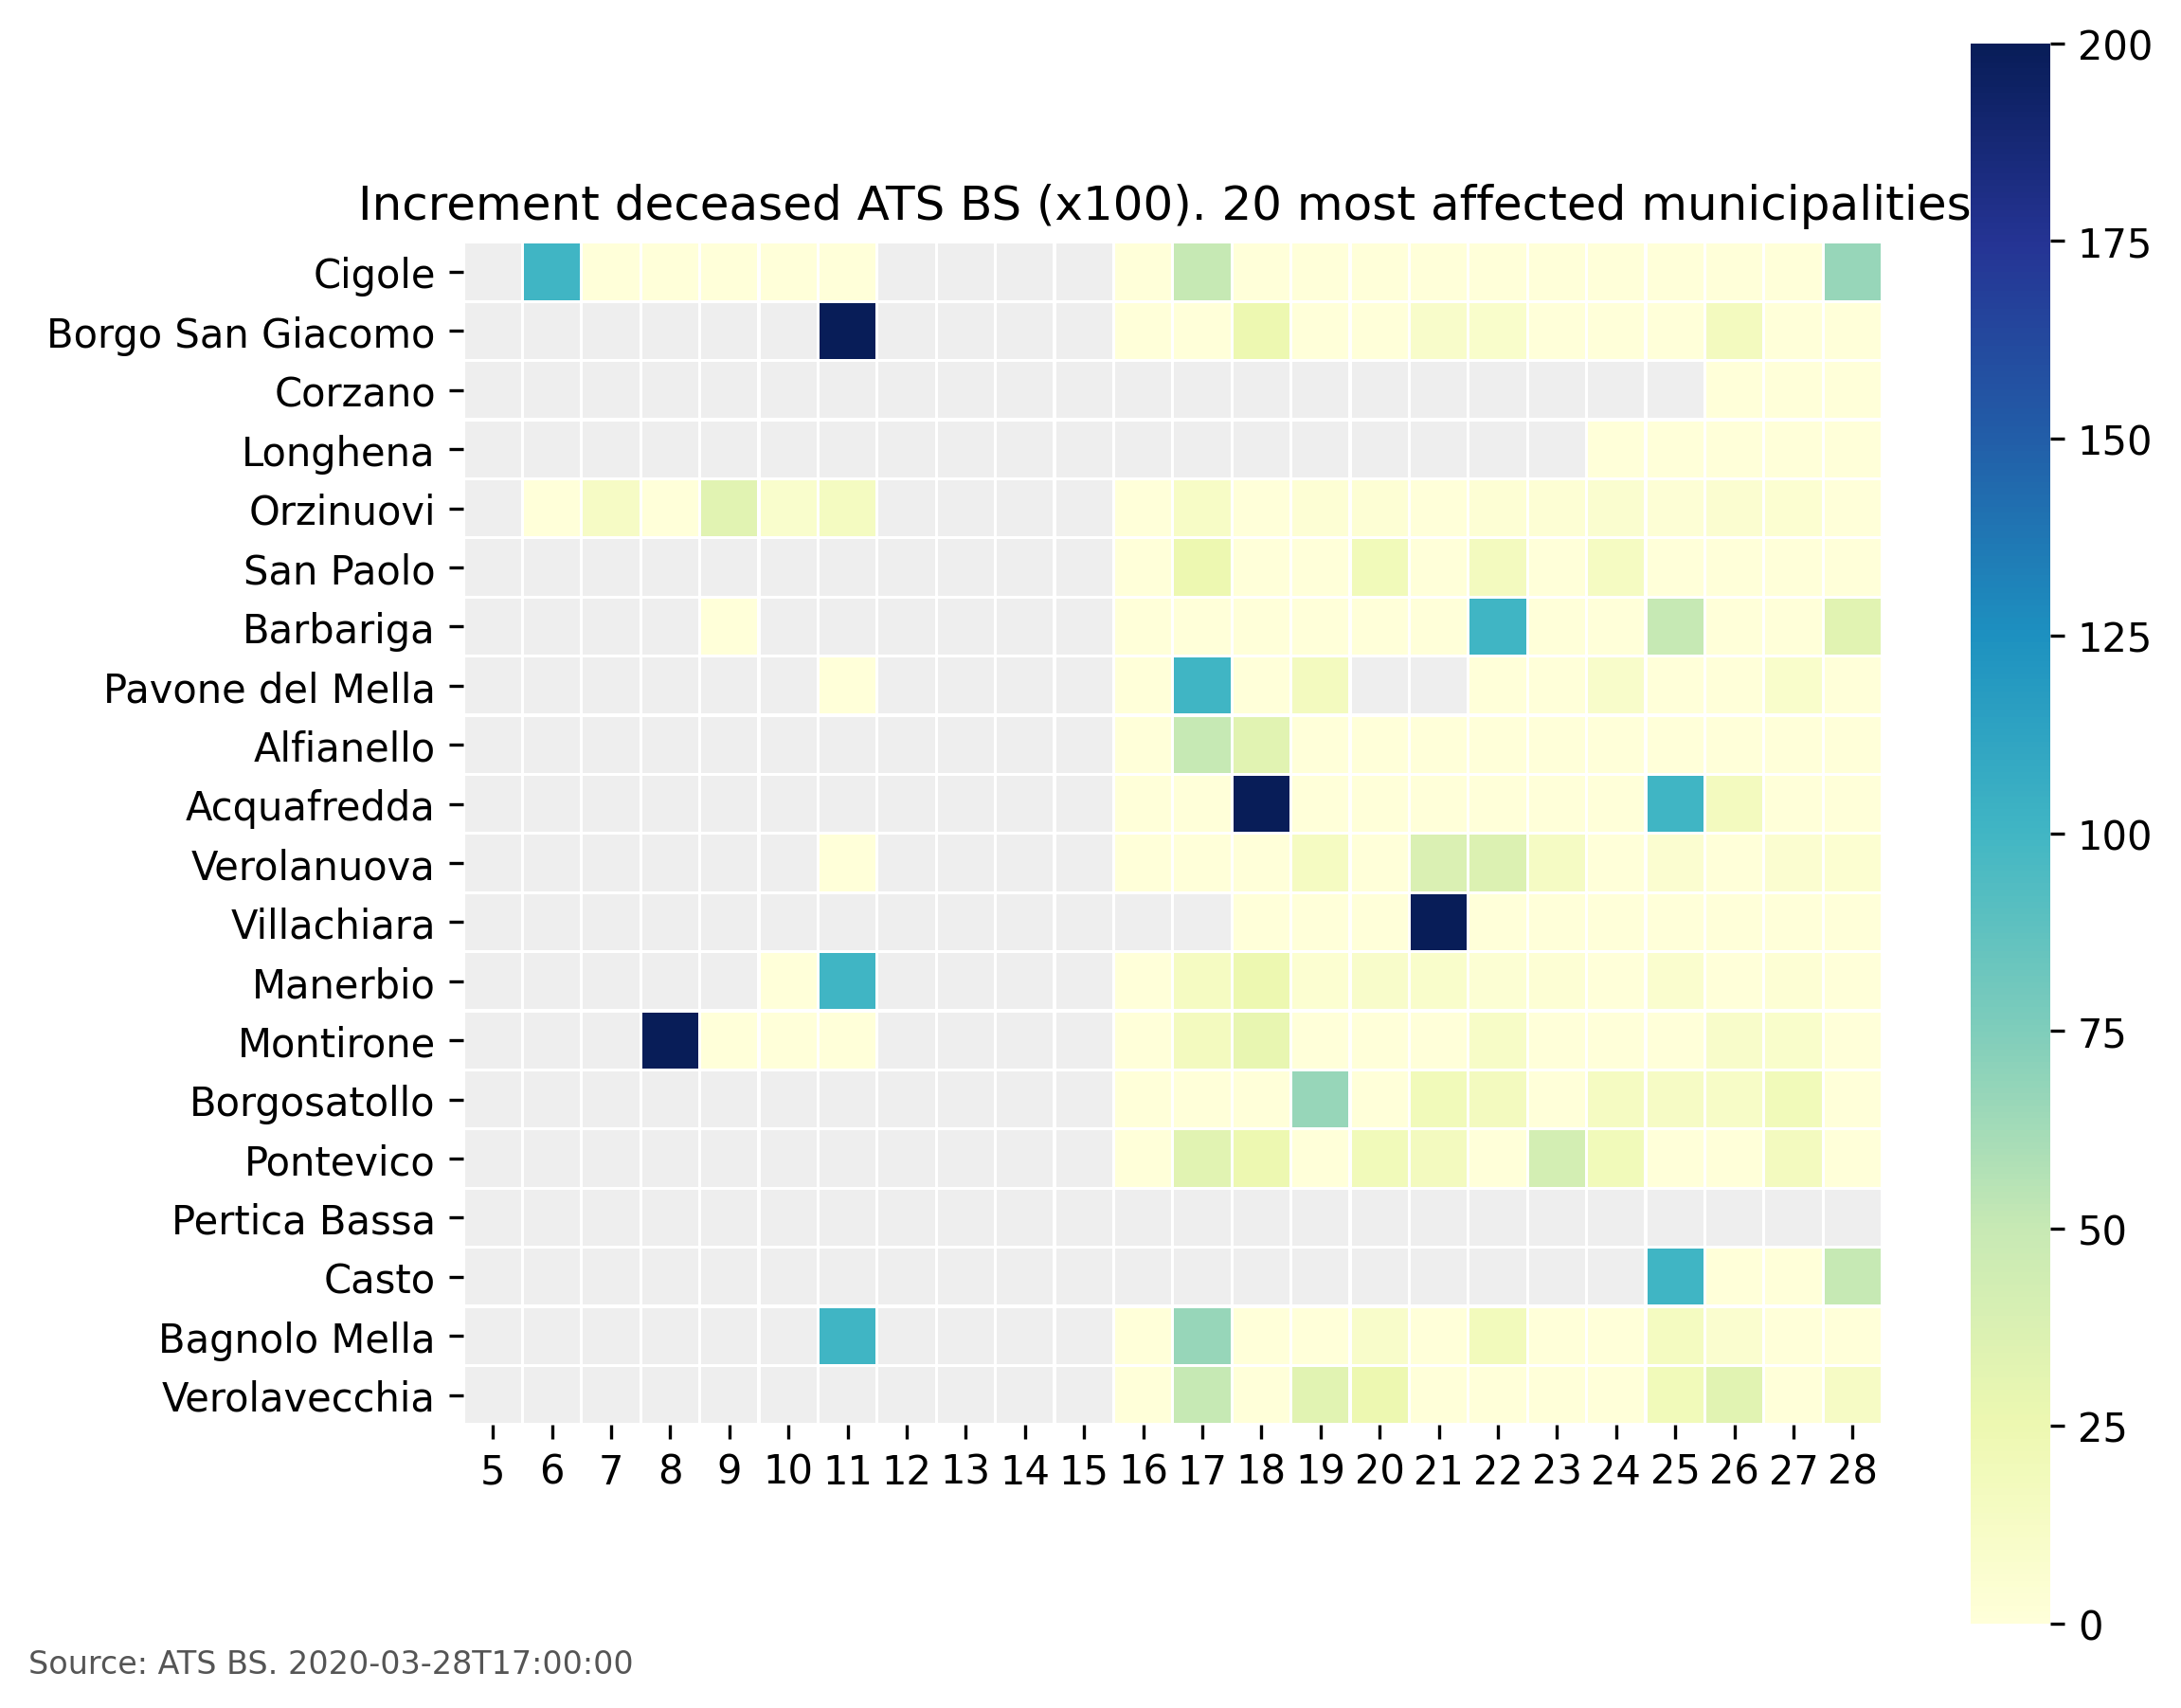 Increment deceased ATS BS (x100). 20 most affected municipalities
Cigole
Borgo San Giacomo
Corzano
Longhena
Orzinuovi
San Paolo
Barbariga
Pavone del Mella
Alfianello
Acquafredda
Verolanuova
Villachiara
Manerbio
Montirone
Borgosatollo
Pontevico
Pertica Bassa
Casto
Bagnolo Mella
Verolavecchia
5 6 7 8 9 10 11 12 13 14 15 16 17 18 19 20 21 22 23 24 25 26 27 28
200
175
150
125
100
75
50
25
0
Source: ATS BS. 2020-03-28T17:00:00